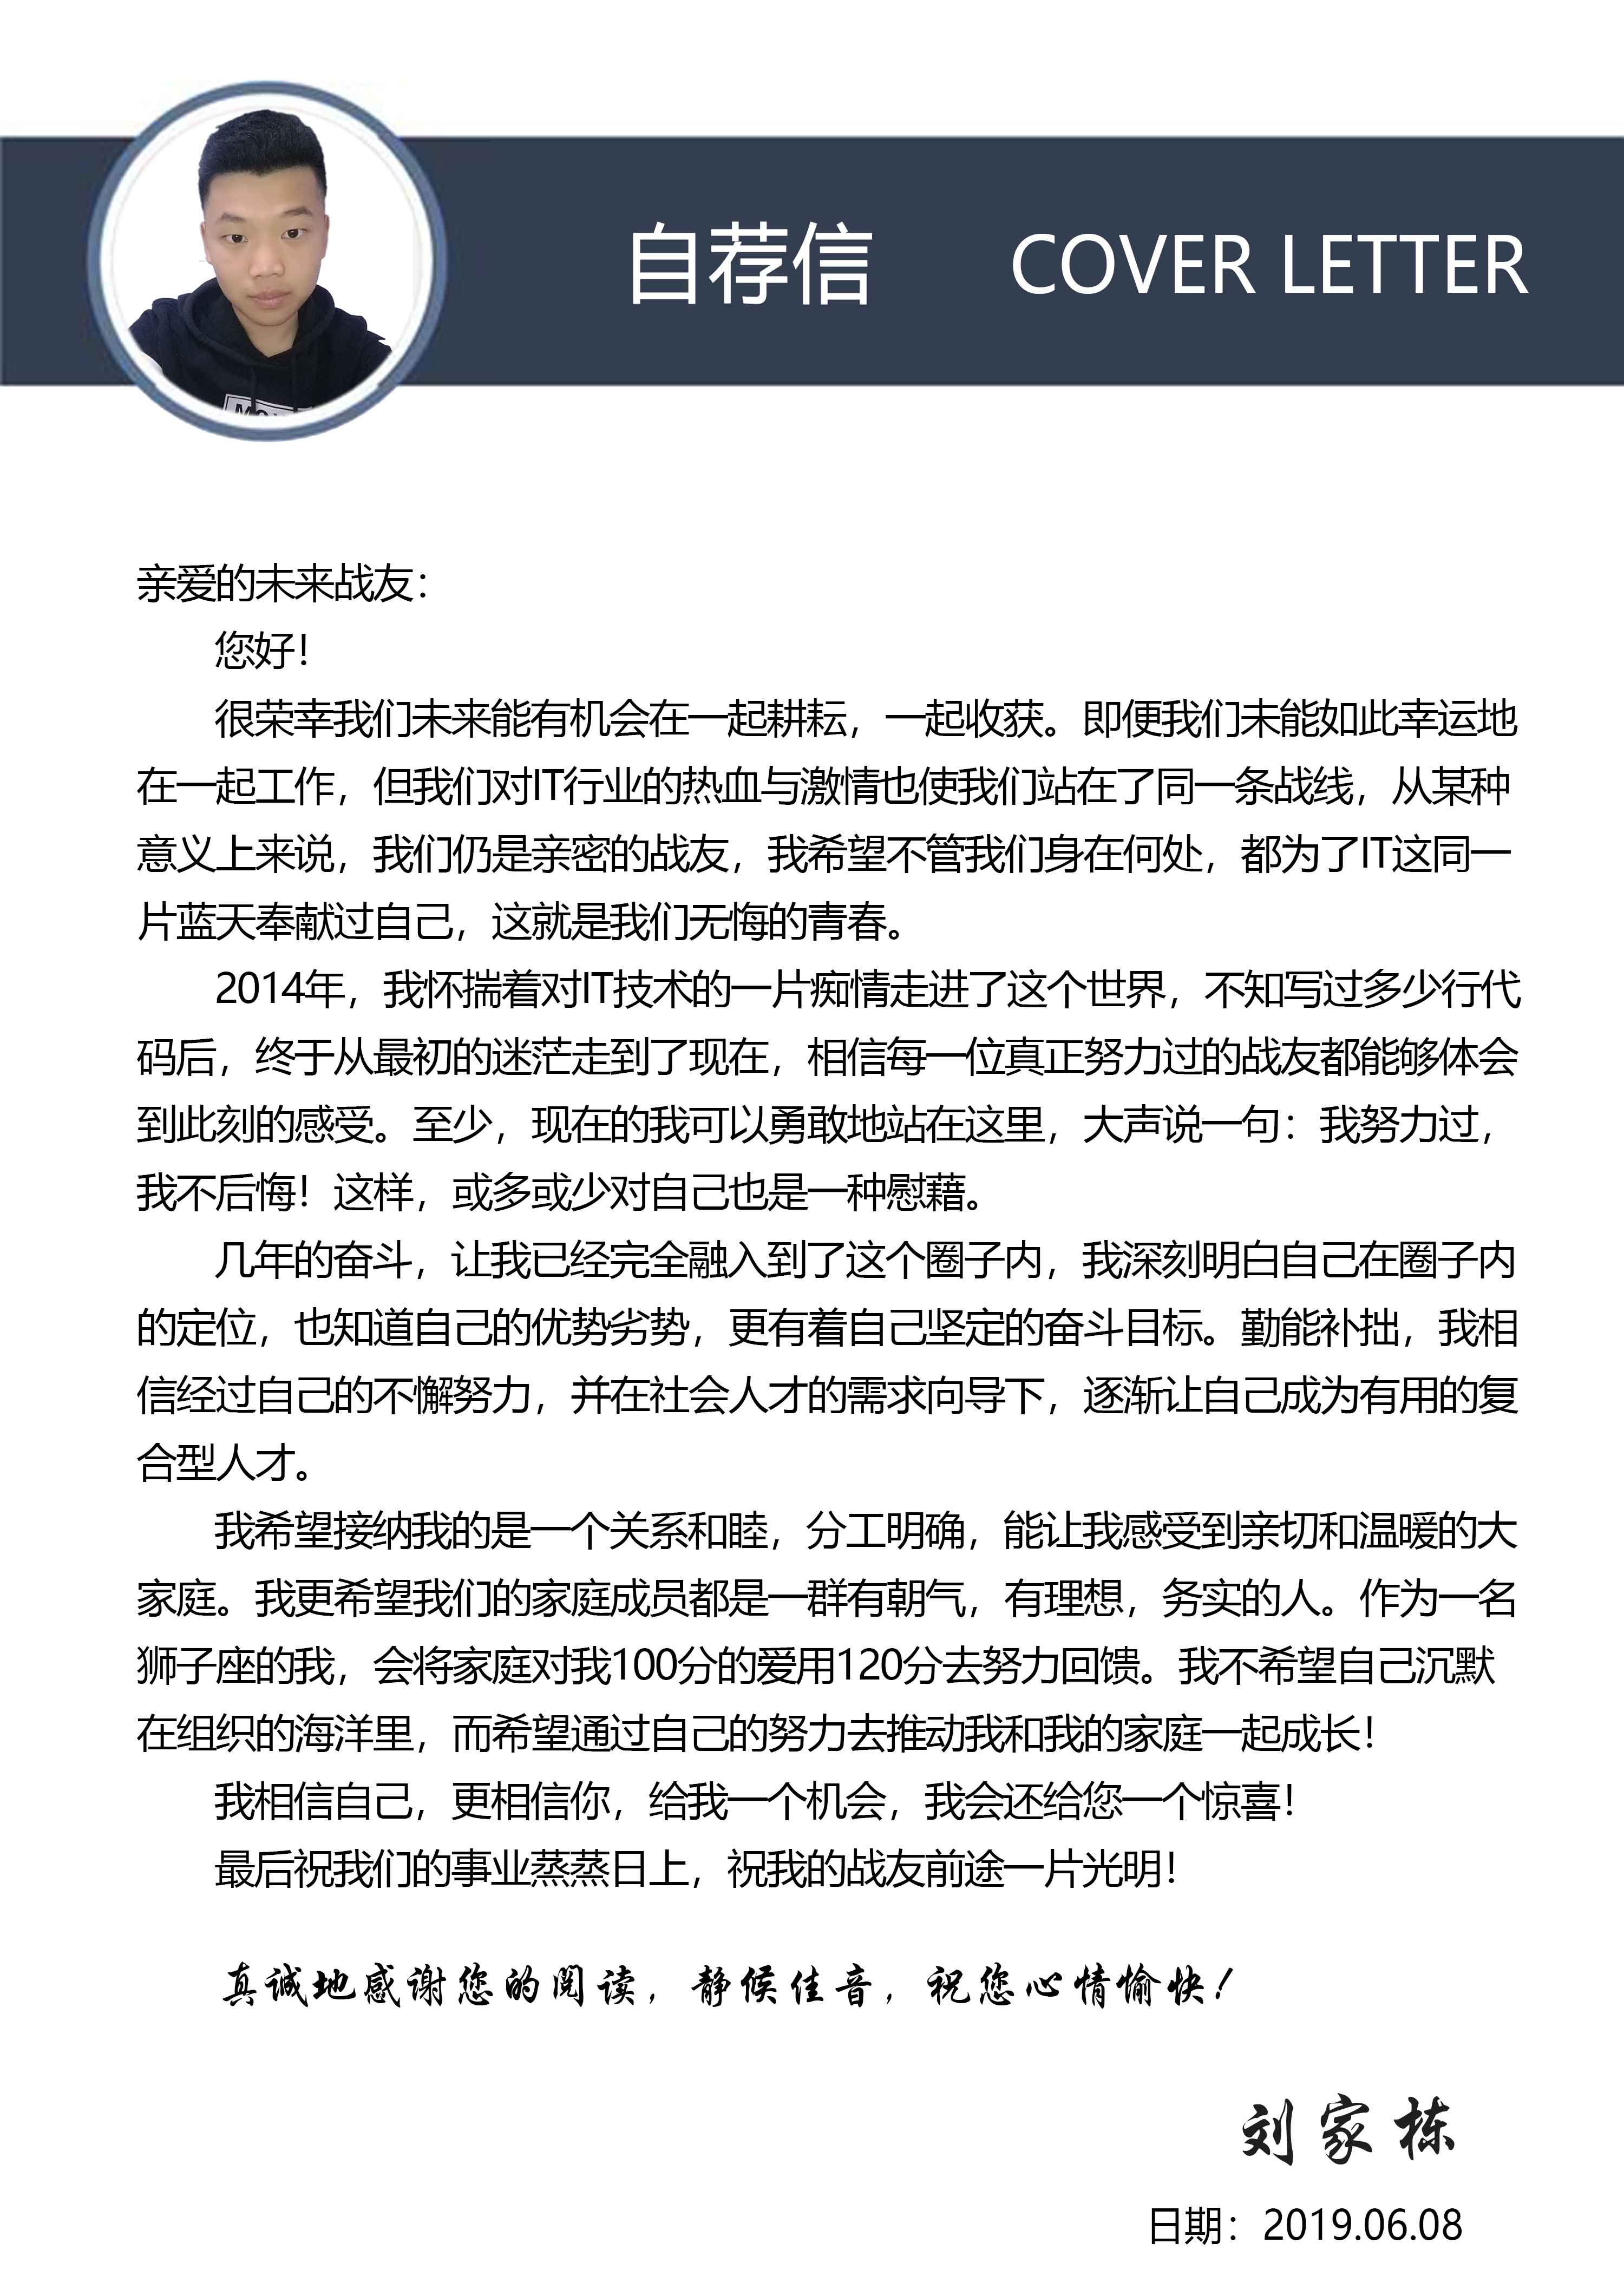 自荐信 COVER LETTER
亲爱的未来战友：
您好！
很荣幸我们未来能有机会在一起耕耘，一起收获。即便我们未能如此幸运地
在一起工作，但我们对IT行业的热血与激情也使我们站在了同一条战线，从某种
意义上来说，我们仍是亲密的战友，我希望不管我们身在何处，都为了IT这同一
片蓝天奉献过自己，这就是我们无悔的青春。
2014年，我怀揣着对IT技术的一片痴情走进了这个世界，不知写过多少行代
码后，终于从最初的迷茫走到了现在，相信每一位真正努力过的战友都能够体会
到此刻的感受。至少，现在的我可以勇敢地站在这里，大声说一句：我努力过，
我不后悔！这样，或多或少对自己也是一种慰藉。
几年的奋斗，让我已经完全融入到了这个圈子内，我深刻明白自己在圈子内
的定位，也知道自己的优势劣势，更有着自己坚定的奋斗目标。勤能补拙，我相
信经过自己的不懈努力，并在社会人才的需求向导下，逐渐让自己成为有用的复
合型人才。
我希望接纳我的是一个关系和睦，分工明确，能让我感受到亲切和温暖的大
家庭。我更希望我们的家庭成员都是一群有朝气，有理想，务实的人。作为一名
狮子座的我，会将家庭对我100分的爱用120分去努力回馈。我不希望自己沉默
在组织的海洋里，而希望通过自己的努力去推动我和我的家庭一起成长！
我相信自己，更相信你，给我一个机会，我会还给您一个惊喜！
最后祝我们的事业蒸蒸日上，祝我的战友前途一片光明！
真诚地感谢您的阅读，静候佳音，祝您心情愉快！
刘家栋
日期：2019.06.08